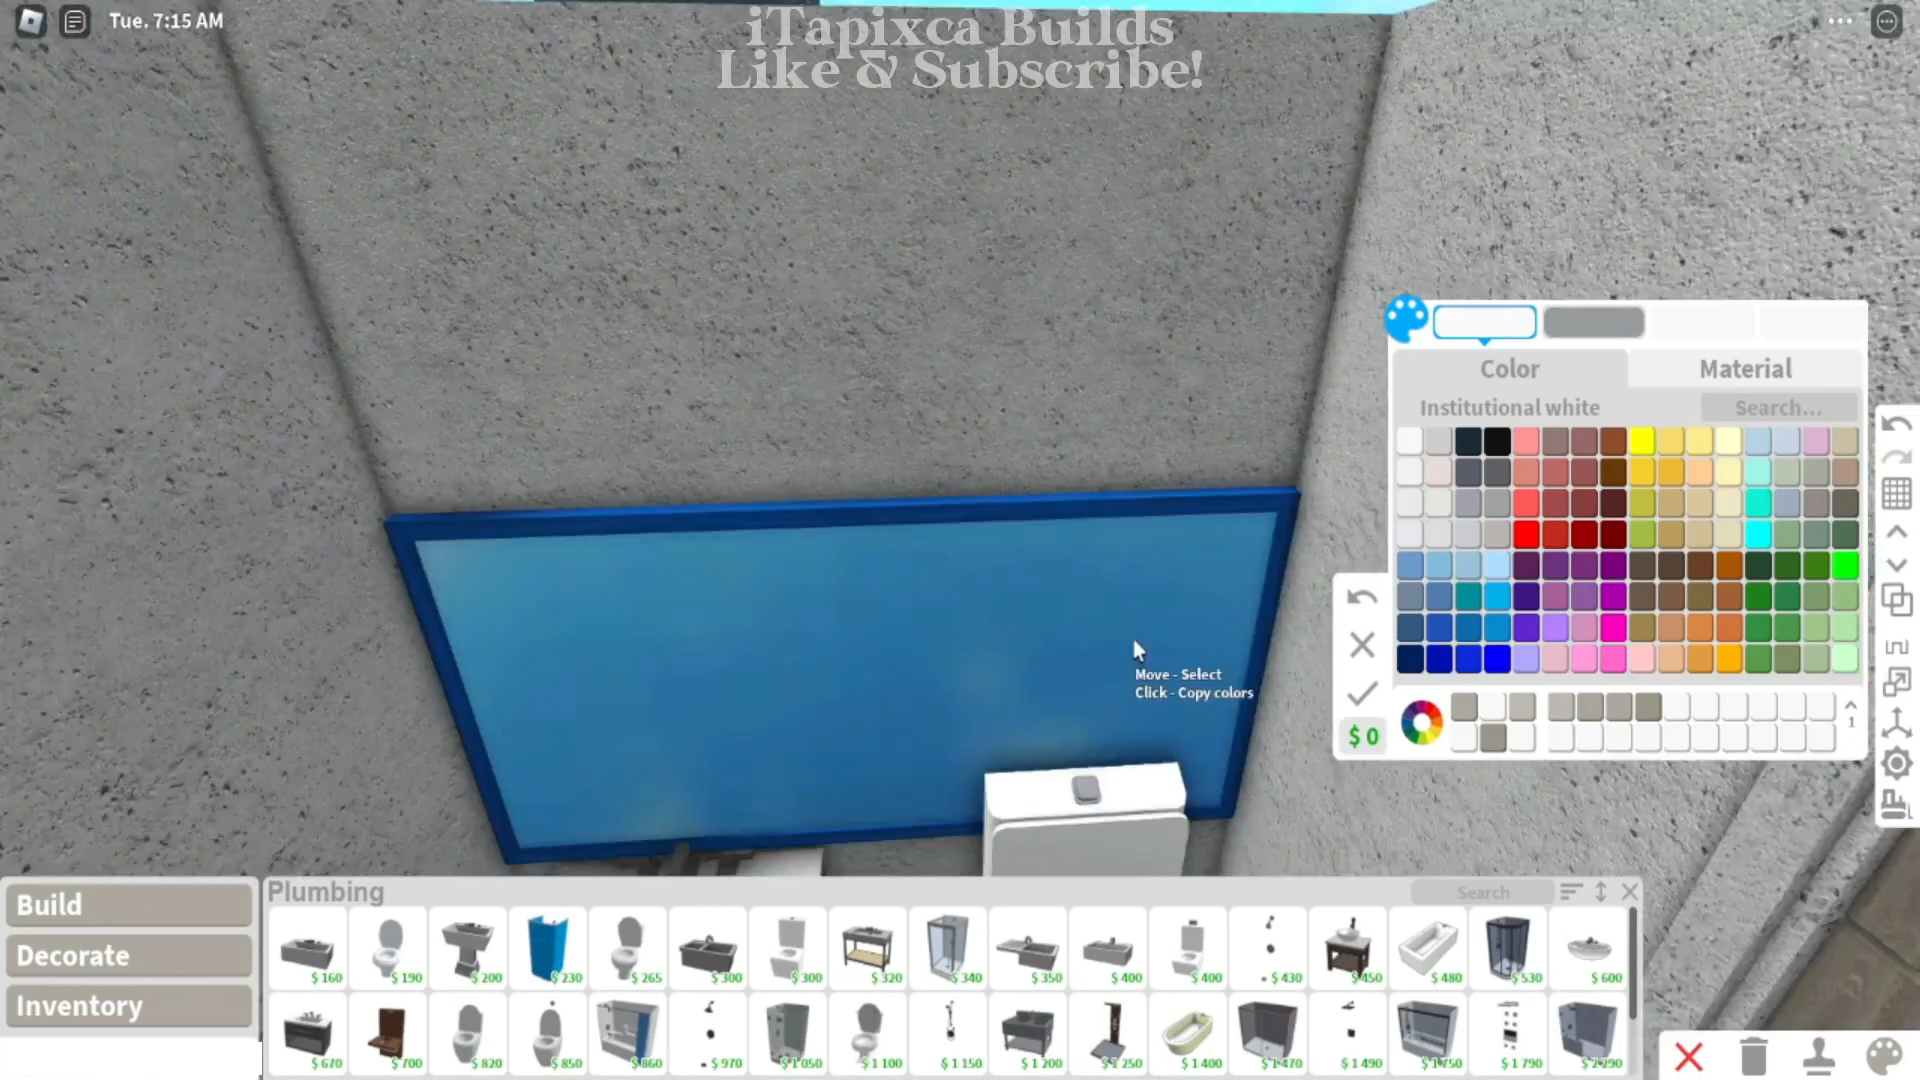 Tue. 7:15 AM
iTapixca Builds
Like & Subscribe!
Color
Material
Institutional white
Search...
Move - Select
Click - Copy colors
$ 0
1
Build
Decorate
Inventory
Plumbing
Search
$ 160
$ 190
$ 200
$ 230
$ 265
$ 300
$ 300
$ 320
$ 340
$ 350
$ 400
$ 400
$ 430
$ 450
$ 480
$ 530
$ 600
$ 670
$ 700
$ 820
$ 850
$ 860
$ 970
$ 1 050
$ 1 100
$ 1 150
$ 1 200
$ 1 250
$ 1 400
$ 1 470
$ 1 490
$ 1 750
$ 1 790
$ 2 290